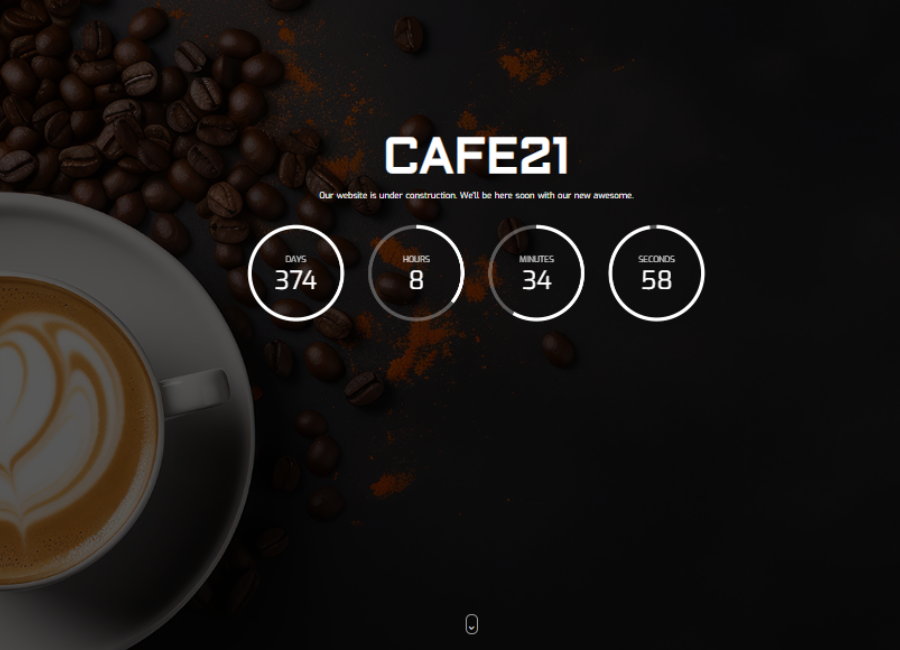 CAFE21
Our website is under construction. We'll be here soon with our new awesome.
DAYS
374
HOURS
8
MINUTES
34
SECONDS
58